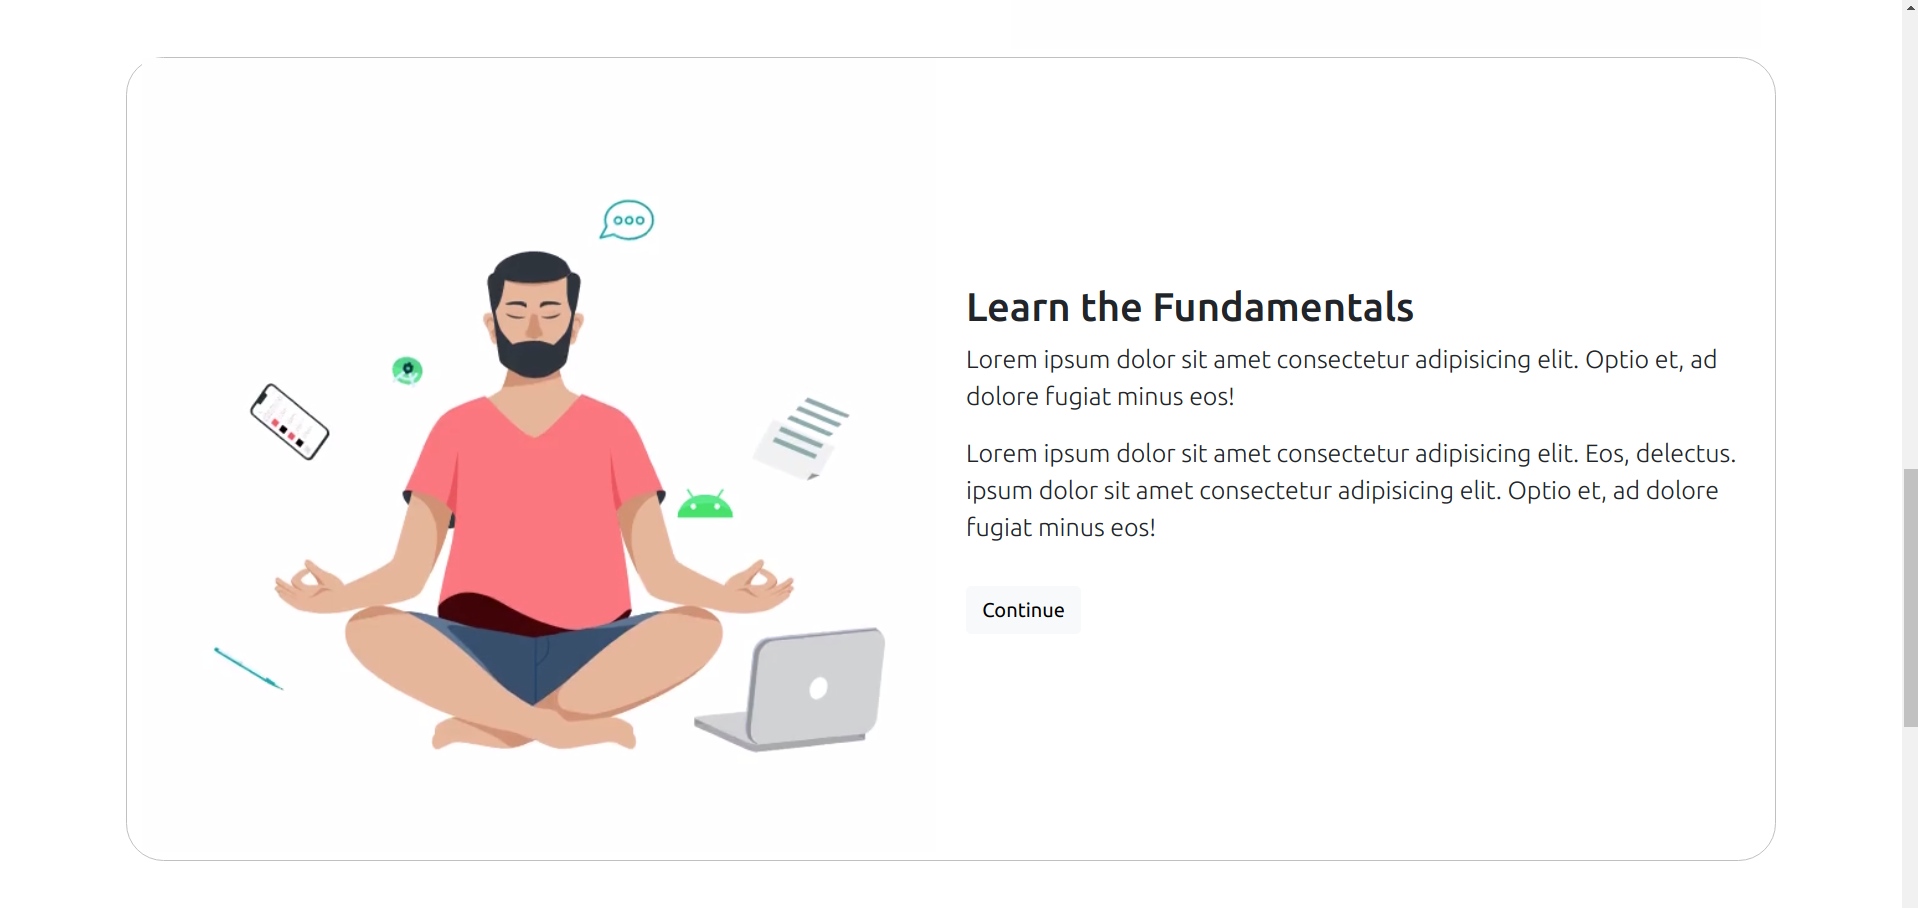 Learn the Fundamentals
Lorem ipsum dolor sit amet consectetur adipisicing elit. Optio et, ad
dolore fugiat minus eos!
Lorem ipsum dolor sit amet consectetur adipisicing elit. Eos, delectus.
ipsum dolor sit amet consectetur adipisicing elit. Optio et, ad dolore
fugiat minus eos!
Continue